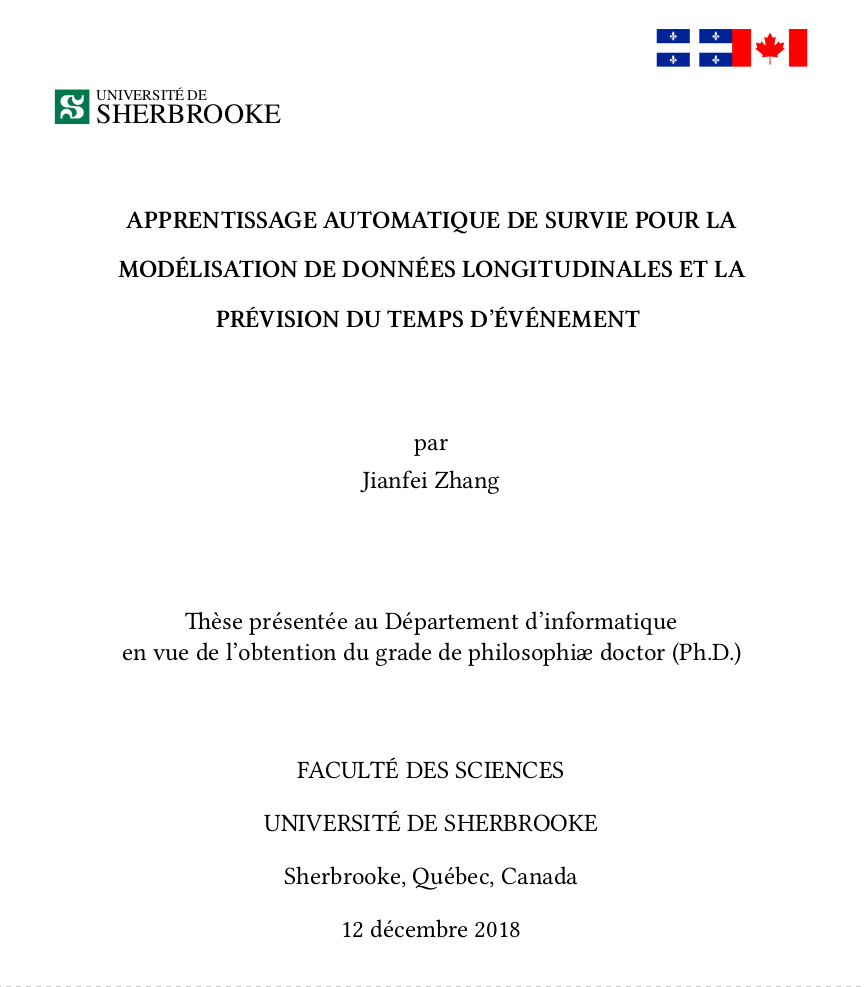 UNIVERSITÉ DE
SHERBROOKE
APPRENTISSAGE AUTOMATIQUE DE SURVIE POUR LA
MODÉLISATION DE DONNÉES LONGITUDINALES ET LA
PRÉVISION DU TEMPS D’ÉVÉNEMENT
par
Jianfei Zhang
Thèse présentée au Département d’informatique
en vue de l’obtention du grade de philosophiæ doctor (Ph.D.)
FACULTÉ DES SCIENCES
UNIVERSITÉ DE SHERBROOKE
Sherbrooke, Québec, Canada
12 décembre 2018